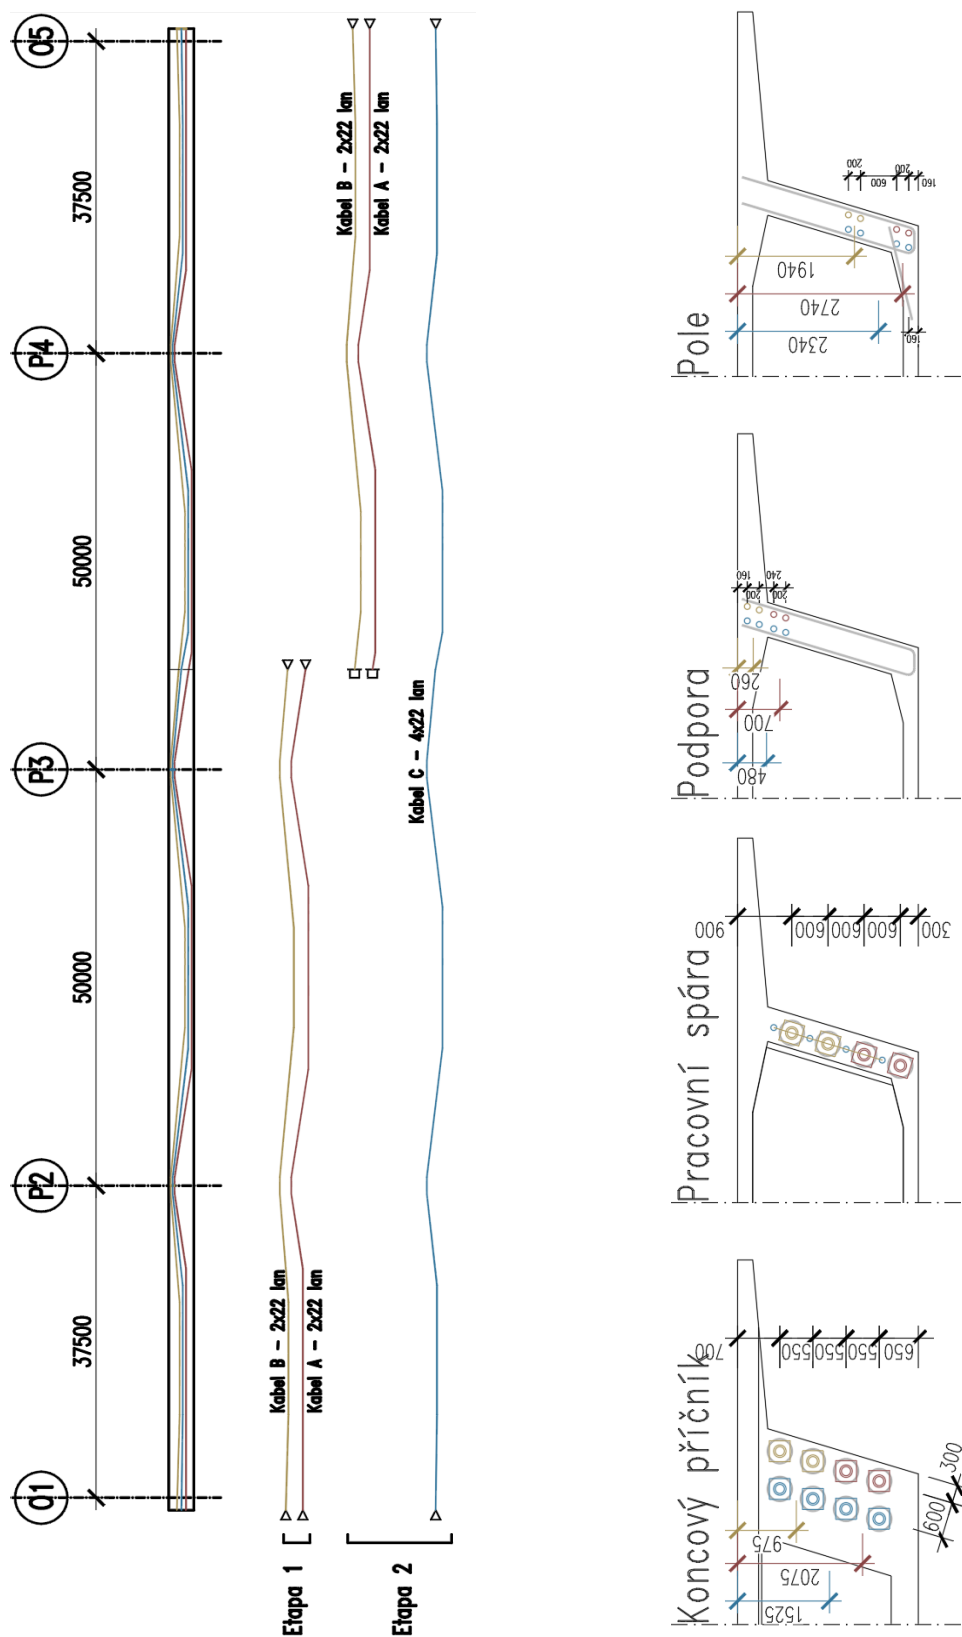 O1
P2
P3
P4
O5
37500
50000
50000
37500
Etapa 1
Kabel B - 2x22 lan
Kabel A - 2x22 lan
Etapa 2
Kabel B - 2x22 lan
Kabel A - 2x22 lan
Kabel C - 4x22 lan
Koncový příčník
700
550
550
550
650
975
2075
1525
600
300
Pracovní spára
900
600
600
600
300
Podpora
160
200
240
200
260
700
480
Pole
200
600
200
160
1940
2740
2340
160